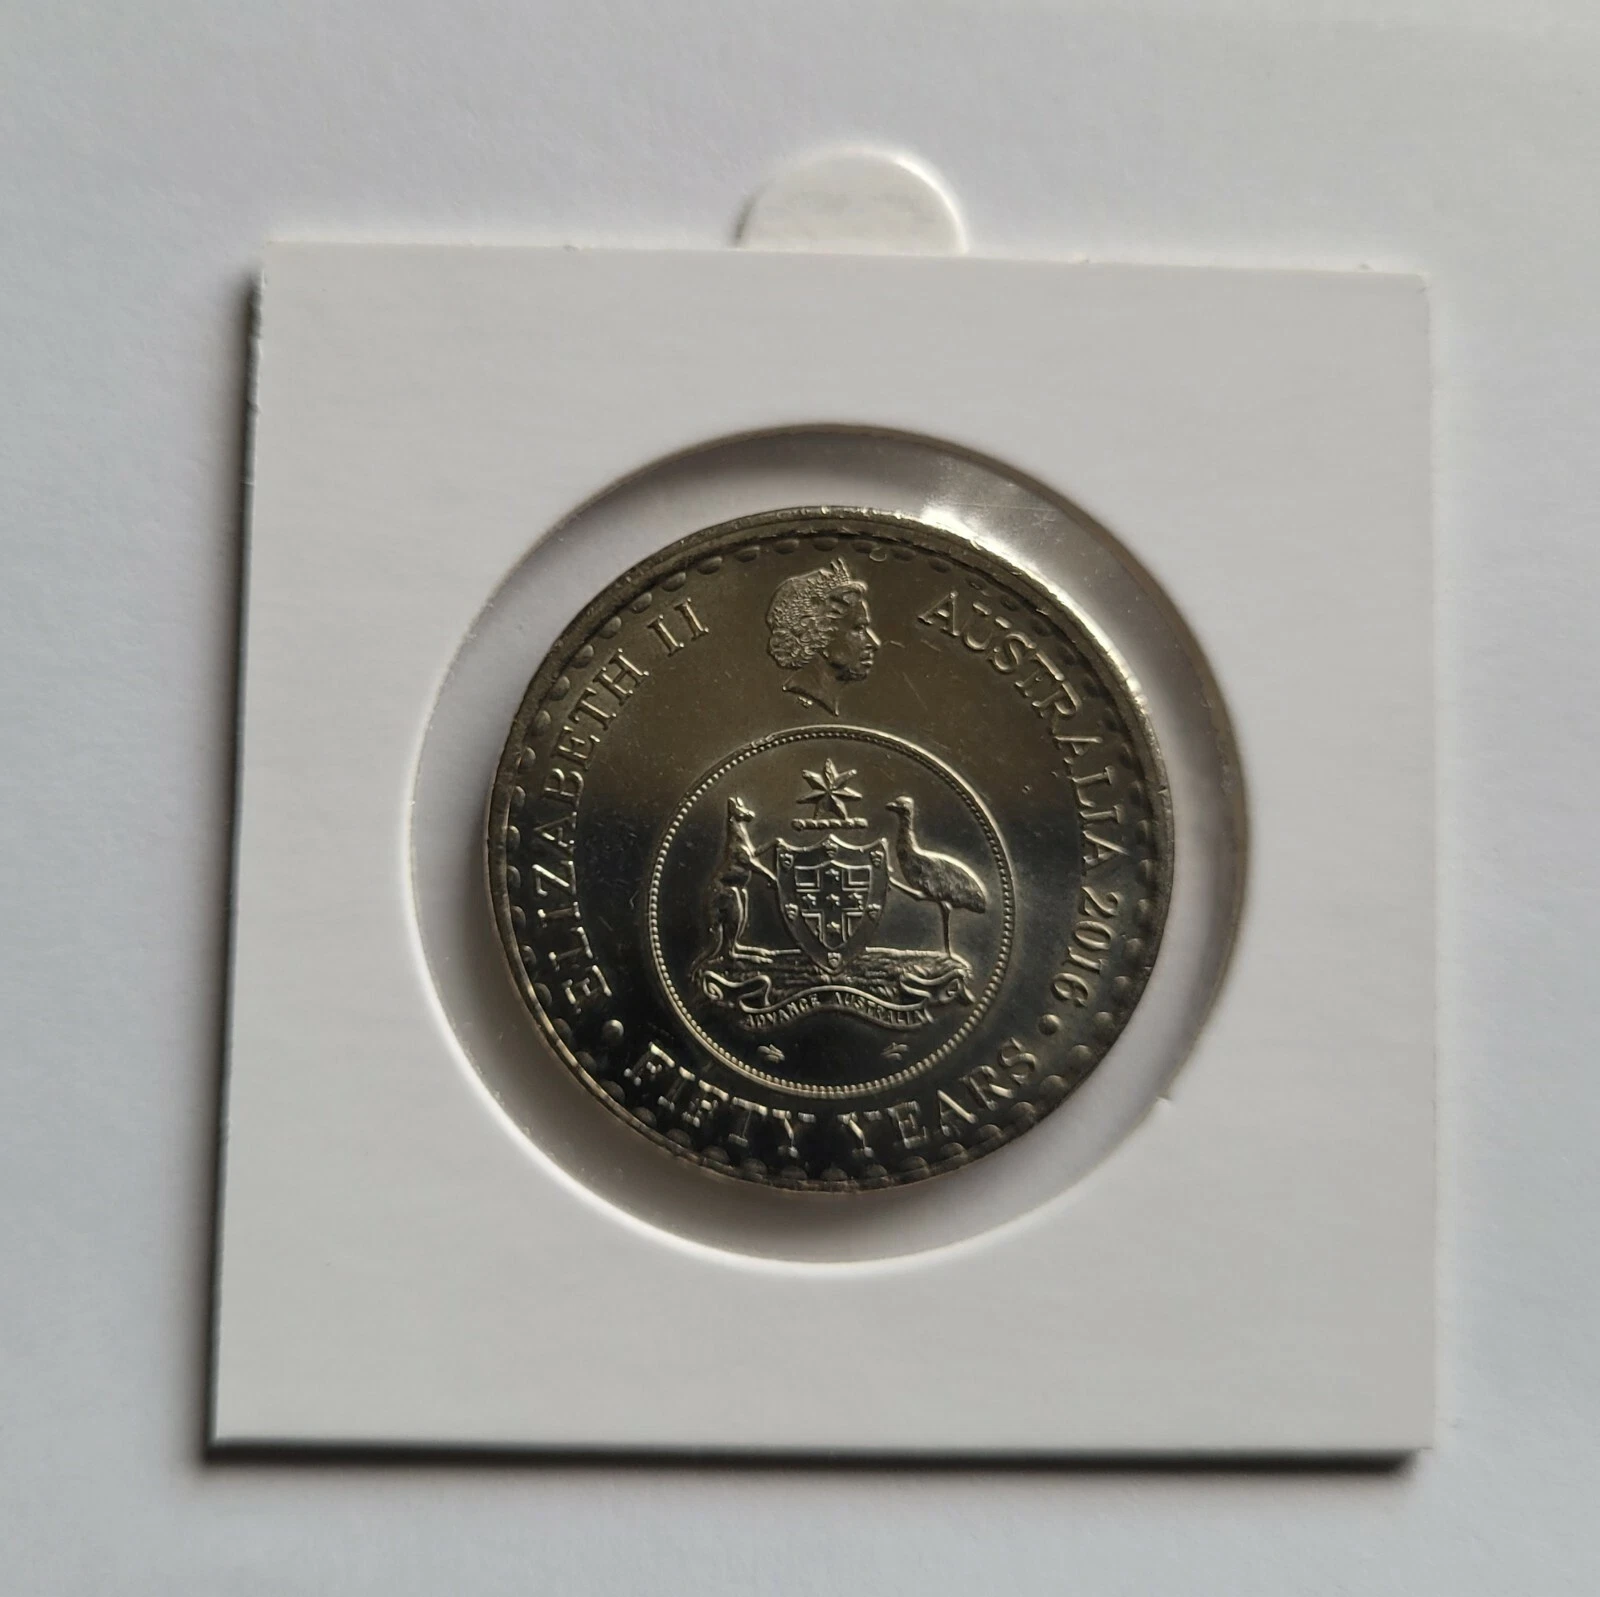 ELIZABETH II
AUSTRALIA 2016
ADVANCE AUSTRALIA
FIFTY YEARS